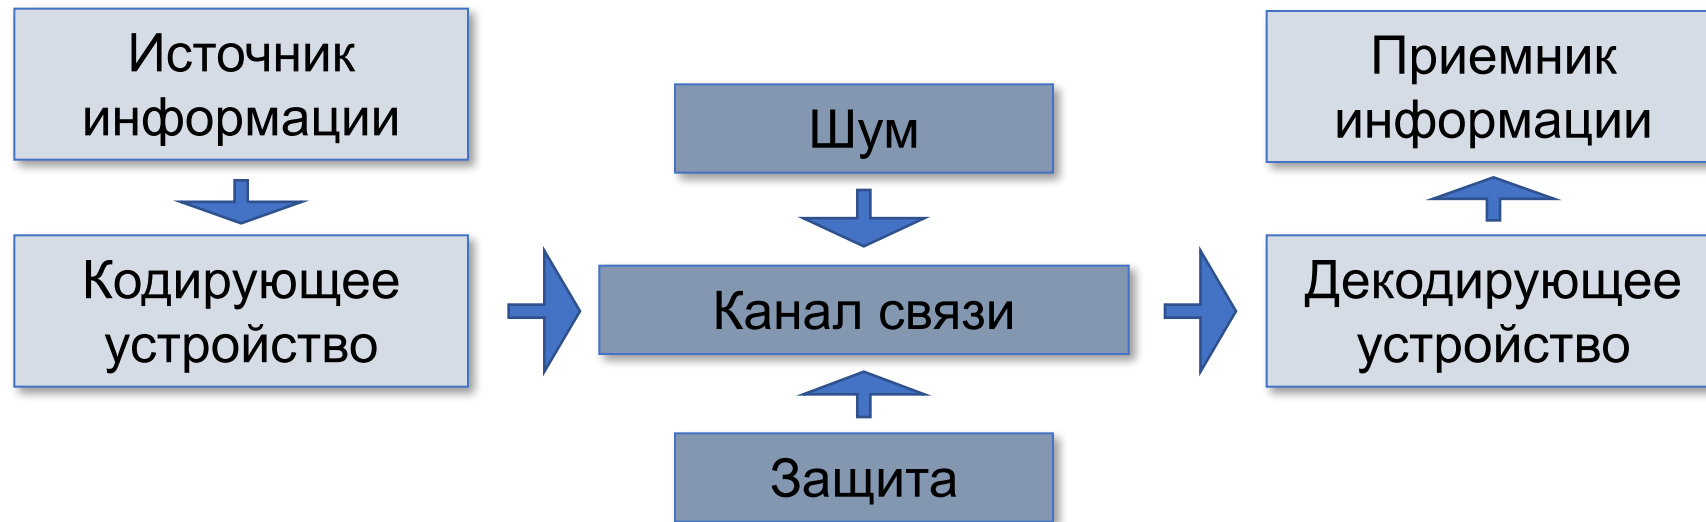 Источник
информации
Кодирующее
устройство
Шум
Канал связи
Защита
Приемник
информации
Декодирующее
устройство